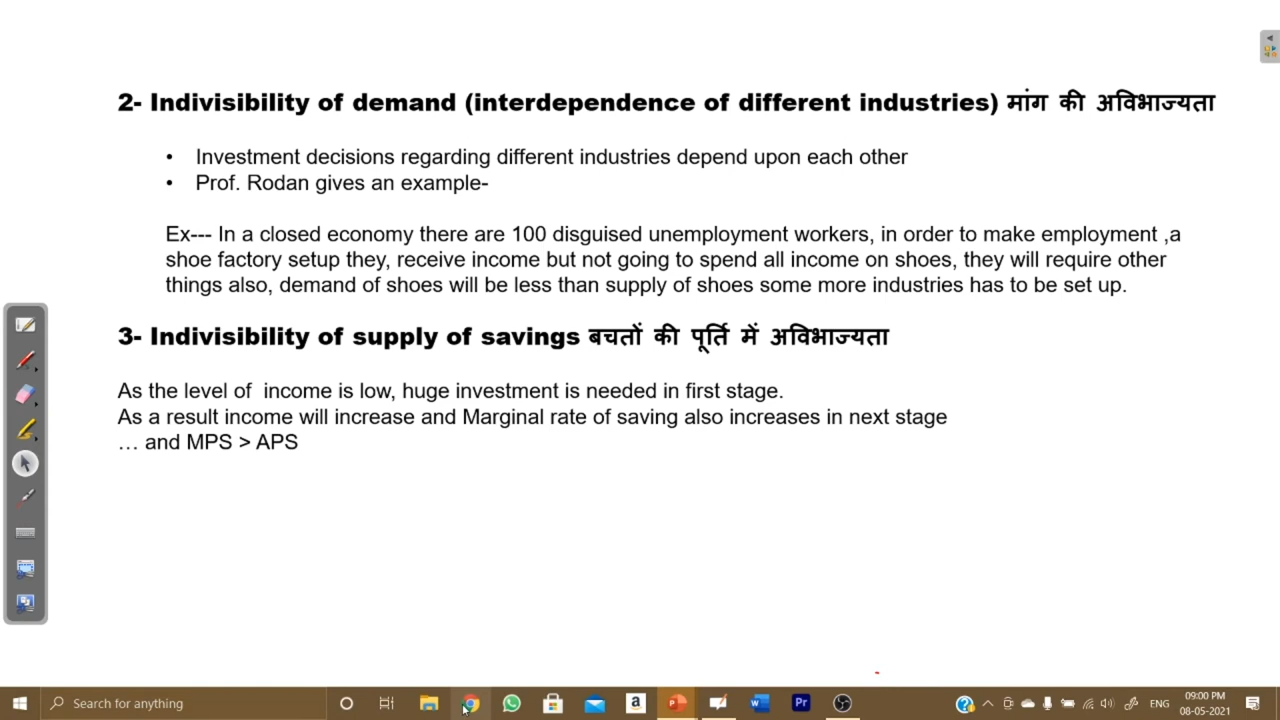 2- Indivisibility of demand (interdependence of different industries) मांग की अविभाज्यता
• Investment decisions regarding different industries depend upon each other
• Prof. Rodan gives an example-
Ex--- In a closed economy there are 100 disguised unemployment workers, in order to make employment ,a
shoe factory setup they, receive income but not going to spend all income on shoes, they will require other
things also, demand of shoes will be less than supply of shoes some more industries has to be set up.
3- Indivisibility of supply of savings बचतों की पूर्ति में अविभाज्यता
As the level of  income is low, huge investment is needed in first stage.
As a result income will increase and Marginal rate of saving also increases in next stage
… and MPS > APS
Search for anything
a
Pr
ENG
09:00 PM
08-05-2021